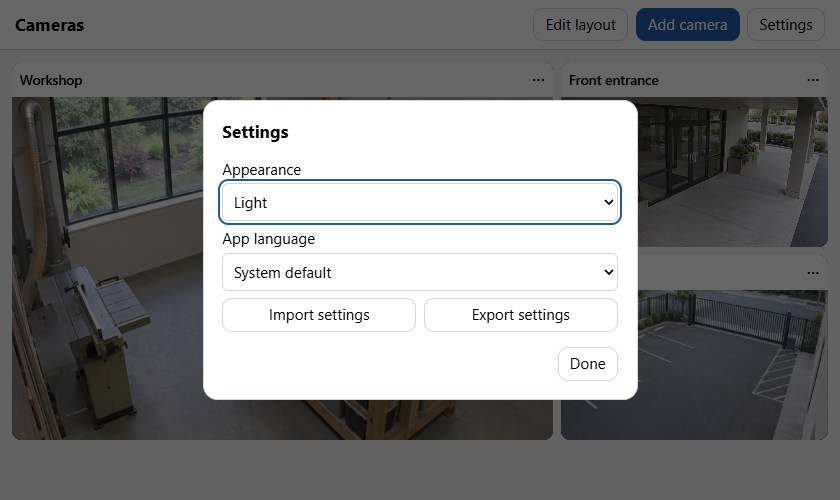 Cameras
Edit layout
Add camera
Settings
Workshop
...
Front entrance
...
...
Settings
Appearance
Light
App language
System default
Import settings
Export settings
Done